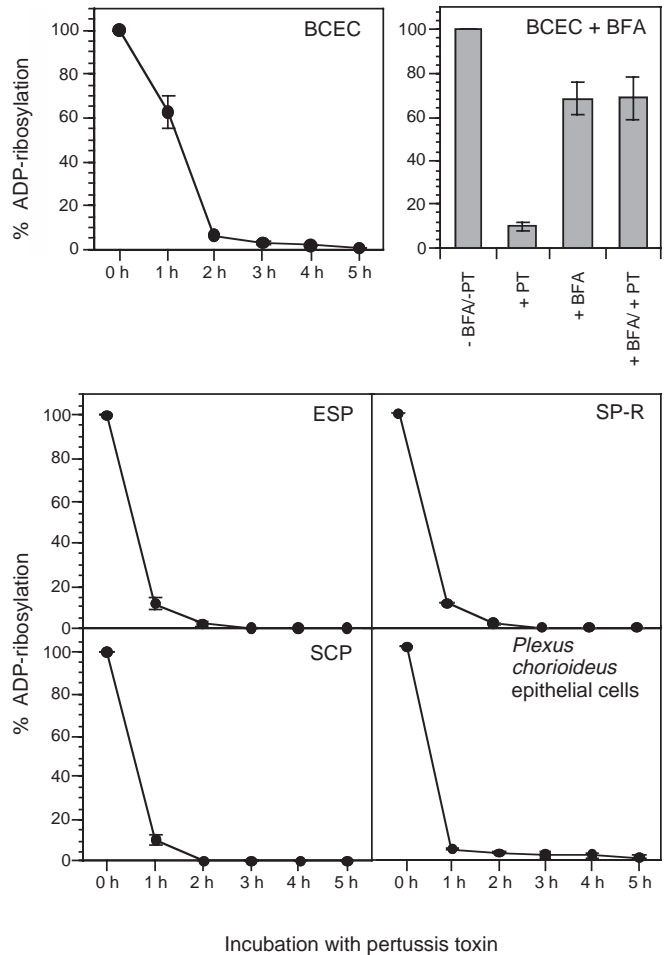 BCEC
% ADP-ribosylation
100
80
60
40
20
0
0 h 1 h 2 h 3 h 4 h 5 h
BCEC + BFA
100
80
60
40
20
0
- BFA/-PT
+ PT
+ BFA
+ BFA/ + PT
% ADP-ribosylation
ESP
100
80
60
40
20
0
SP-R
SCP
100
80
60
40
20
0
0 h 1 h 2 h 3 h 4 h 5 h
Plexus
chorioideus
epithelial cells
0 h 1 h 2 h 3 h 4 h 5 h
Incubation with pertussis toxin